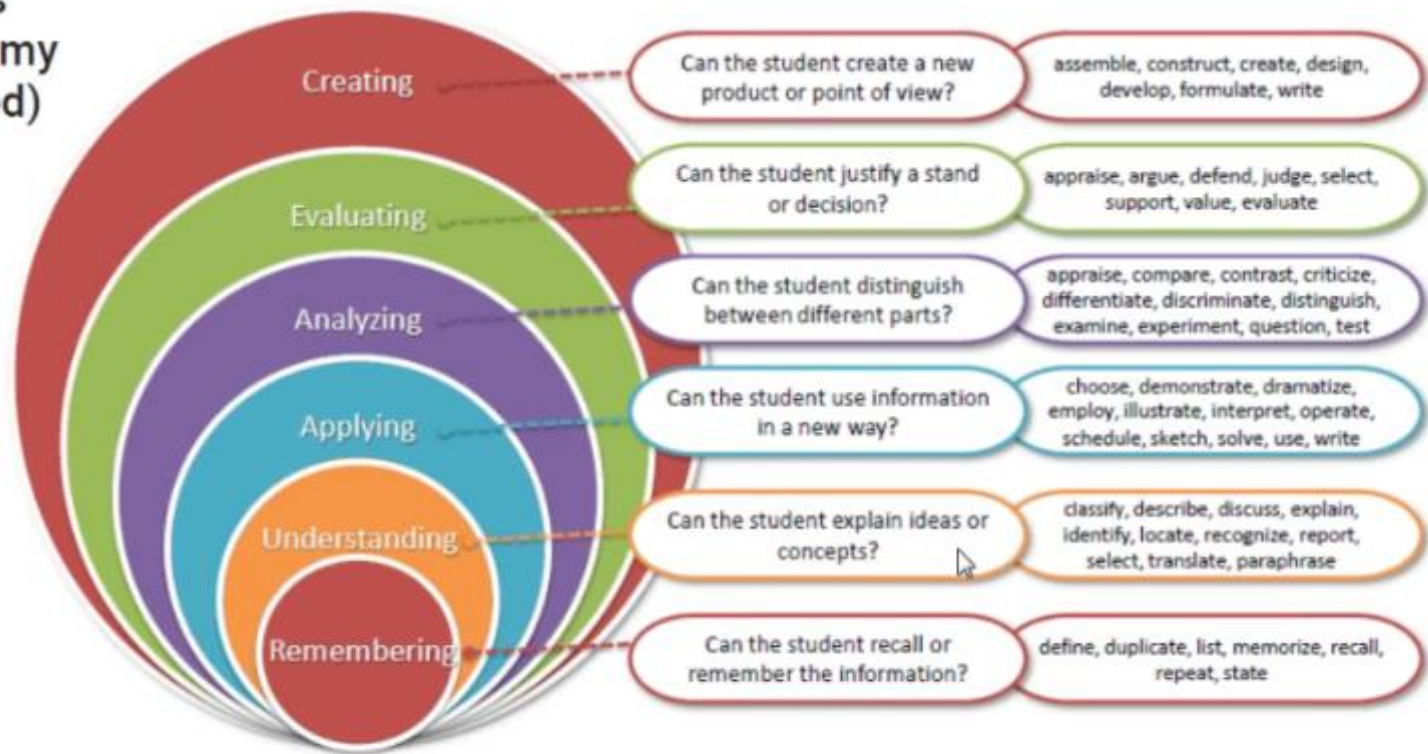 my
ed)
Creating
Can the student create a new
product or point of view?
assemble, construct, create, design,
develop, formulate, write
Evaluating
Can the student justify a stand
or decision?
appraise, argue, defend, judge, select,
support, value, evaluate
Analyzing
Can the student distinguish
between different parts?
appraise, compare, contrast, criticize,
differentiate, discriminate, distinguish,
examine, experiment, question, test
Applying
Can the student use information
in a new way?
choose, demonstrate, dramatize,
employ, illustrate, interpret, operate,
schedule, sketch, solve, use, write
Understanding
Can the student explain ideas or
concepts?
classify, describe, discuss, explain,
identify, locate, recognize, report,
select, translate, paraphrase
Remembering
Can the student recall or
remember the information?
define, duplicate, list, memorize, recall,
repeat, state